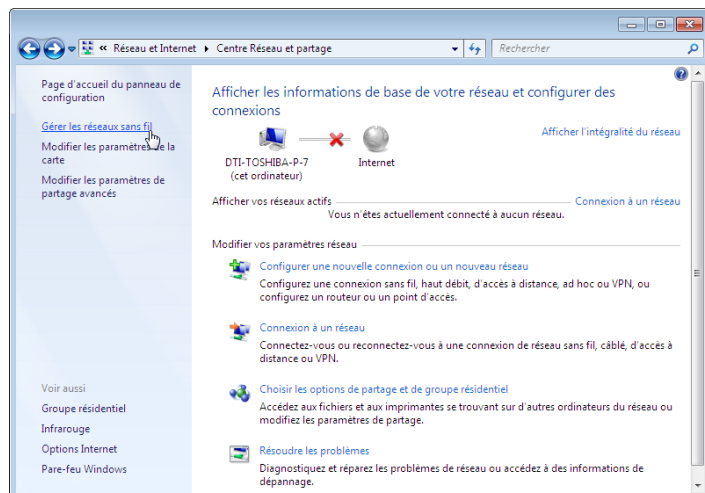 « Réseau et Internet ▸ Centre Réseau et partage
Rechercher
Page d'accueil du panneau de
configuration
Gérer les réseaux sans fil
Modifier les paramètres de la
carte
Modifier les paramètres de
partage avancés
Voir aussi
Groupe résidentiel
Infrarouge
Options Internet
Pare-feu Windows
Afficher les informations de base de votre réseau et configurer des
connexions
Afficher l'intégralité du réseau
DTI-TOSHIBA-P-7
(cet ordinateur)
Internet
Afficher vos réseaux actifs
Connexion à un réseau
Vous n'êtes actuellement connecté à aucun réseau.
Modifier vos paramètres réseau
Configurer une nouvelle connexion ou un nouveau réseau
Configurez une connexion sans fil, haut débit, d'accès à distance, ad hoc ou VPN, ou
configurez un routeur ou un point d'accès.
Connexion à un réseau
Connectez-vous ou reconnectez-vous à une connexion de réseau sans fil, câblé, d'accès à
distance ou VPN.
Choisir les options de partage et de groupe résidentiel
Accédez aux fichiers et aux imprimantes se trouvant sur d'autres ordinateurs du réseau ou
modifiez les paramètres de partage.
Résoudre les problèmes
Diagnostiquez et réparez les problèmes de réseau ou accédez à des informations de
dépannage.